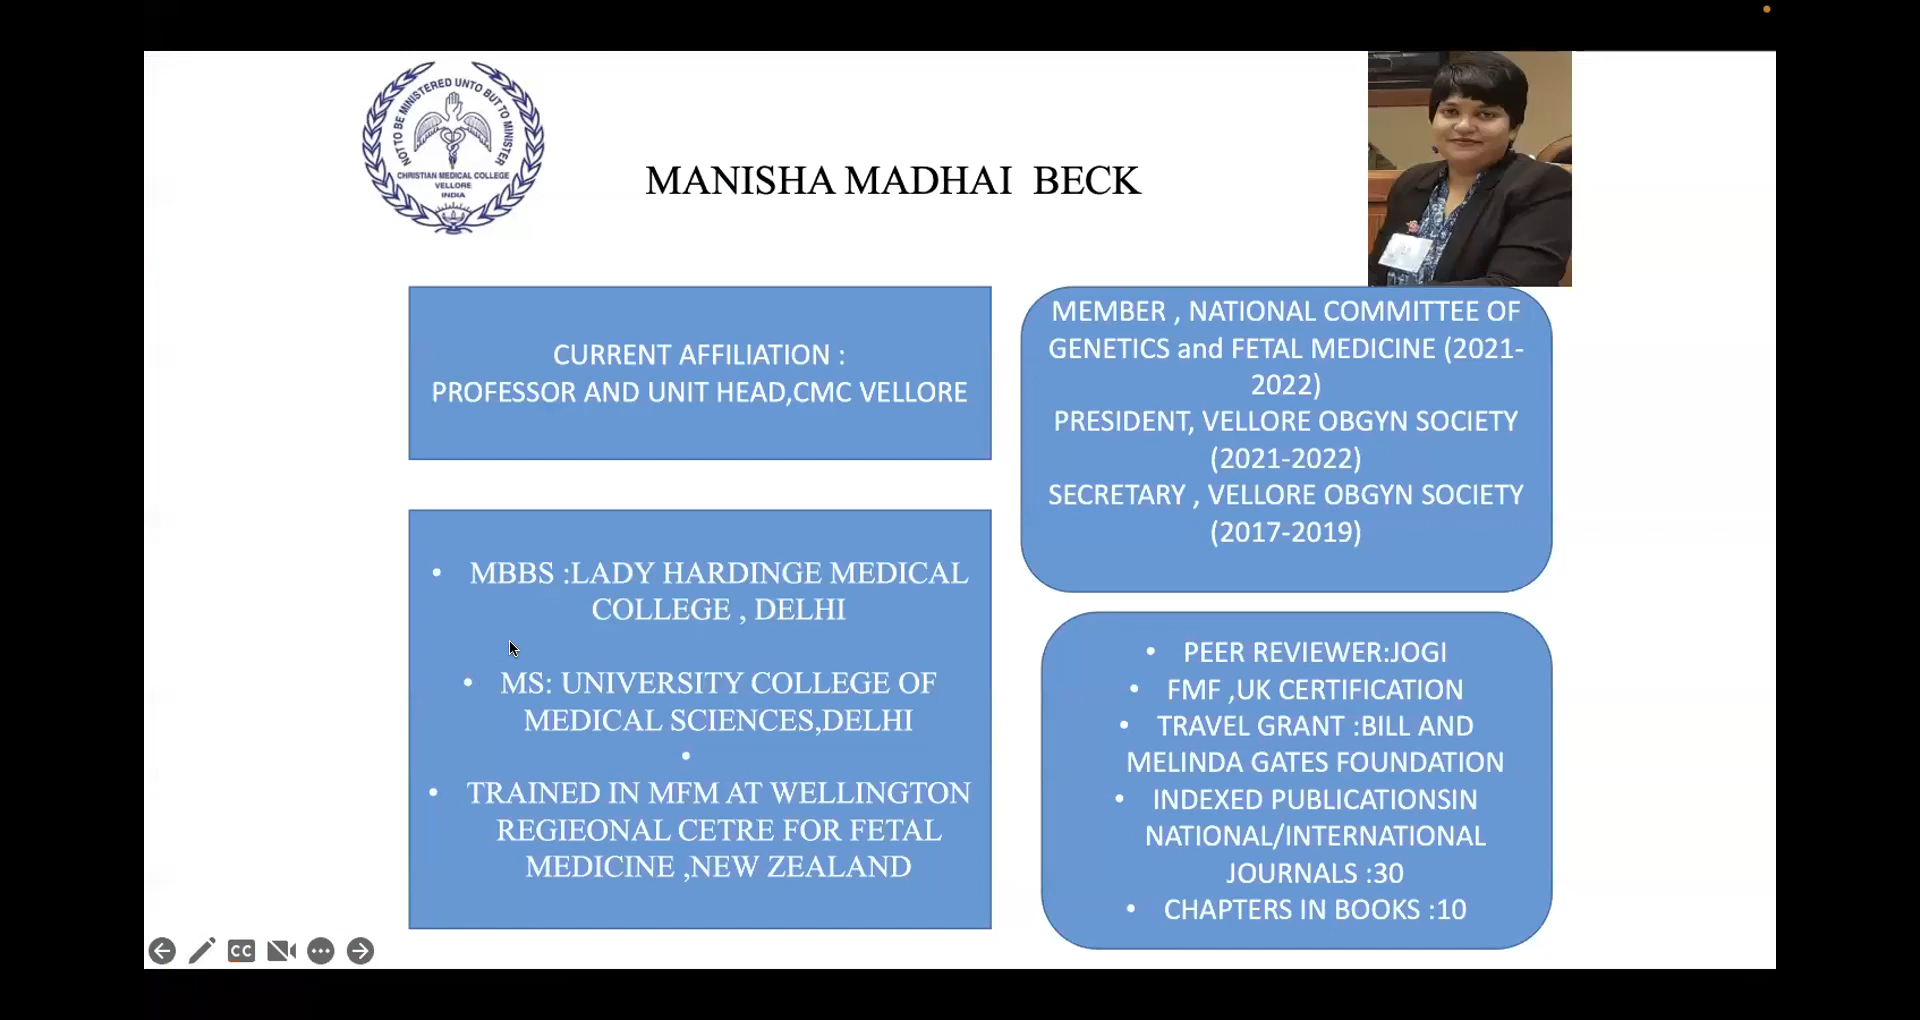 NOT TO BE MINISTERED UNTO BUT TO MINISTER
CHRISTIAN MEDICAL COLLEGE
VELLORE
INDIA
MANISHA MADHAI BECK
CURRENT AFFILIATION :
PROFESSOR AND UNIT HEAD,CMC VELLORE
• MBBS :LADY HARDINGE MEDICAL
COLLEGE , DELHI
• MS: UNIVERSITY COLLEGE OF
MEDICAL SCIENCES,DELHI
•
• TRAINED IN MFM AT WELLINGTON
REGIEONAL CETRE FOR FETAL
MEDICINE ,NEW ZEALAND
MEMBER , NATIONAL COMMITTEE OF
GENETICS and FETAL MEDICINE (2021-
2022)
PRESIDENT, VELLORE OBGYN SOCIETY
(2021-2022)
SECRETARY , VELLORE OBGYN SOCIETY
(2017-2019)
• PEER REVIEWER:JOGI
• FMF ,UK CERTIFICATION
• TRAVEL GRANT :BILL AND
MELINDA GATES FOUNDATION
• INDEXED PUBLICATIONSIN
NATIONAL/INTERNATIONAL
JOURNALS :30
• CHAPTERS IN BOOKS :10
CC